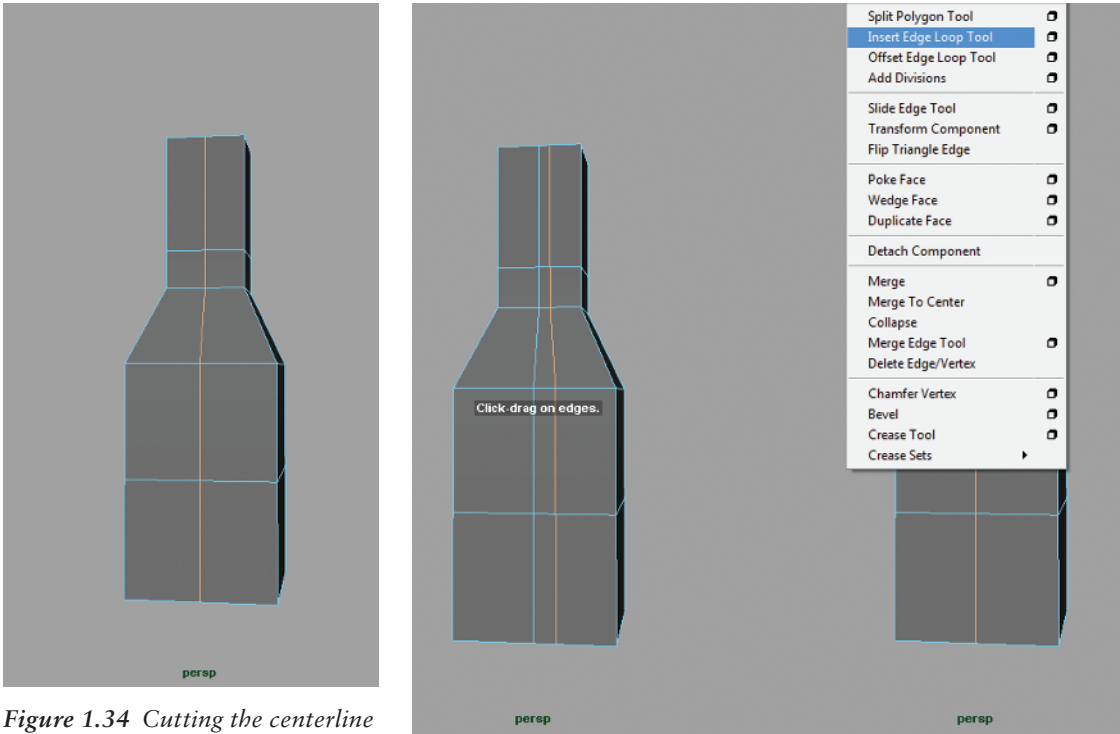 persp
Figure 1.34 Cutting the centerline
Click-drag on edges.
persp
Split Polygon Tool
Insert Edge Loop Tool
Offset Edge Loop Tool
Add Divisions
Slide Edge Tool
Transform Component
Flip Triangle Edge
Poke Face
Wedge Face
Duplicate Face
Detach Component
Merge
Merge To Center
Collapse
Merge Edge Tool
Delete Edge/Vertex
Chamfer Vertex
Bevel
Crease Tool
Crease Sets
persp